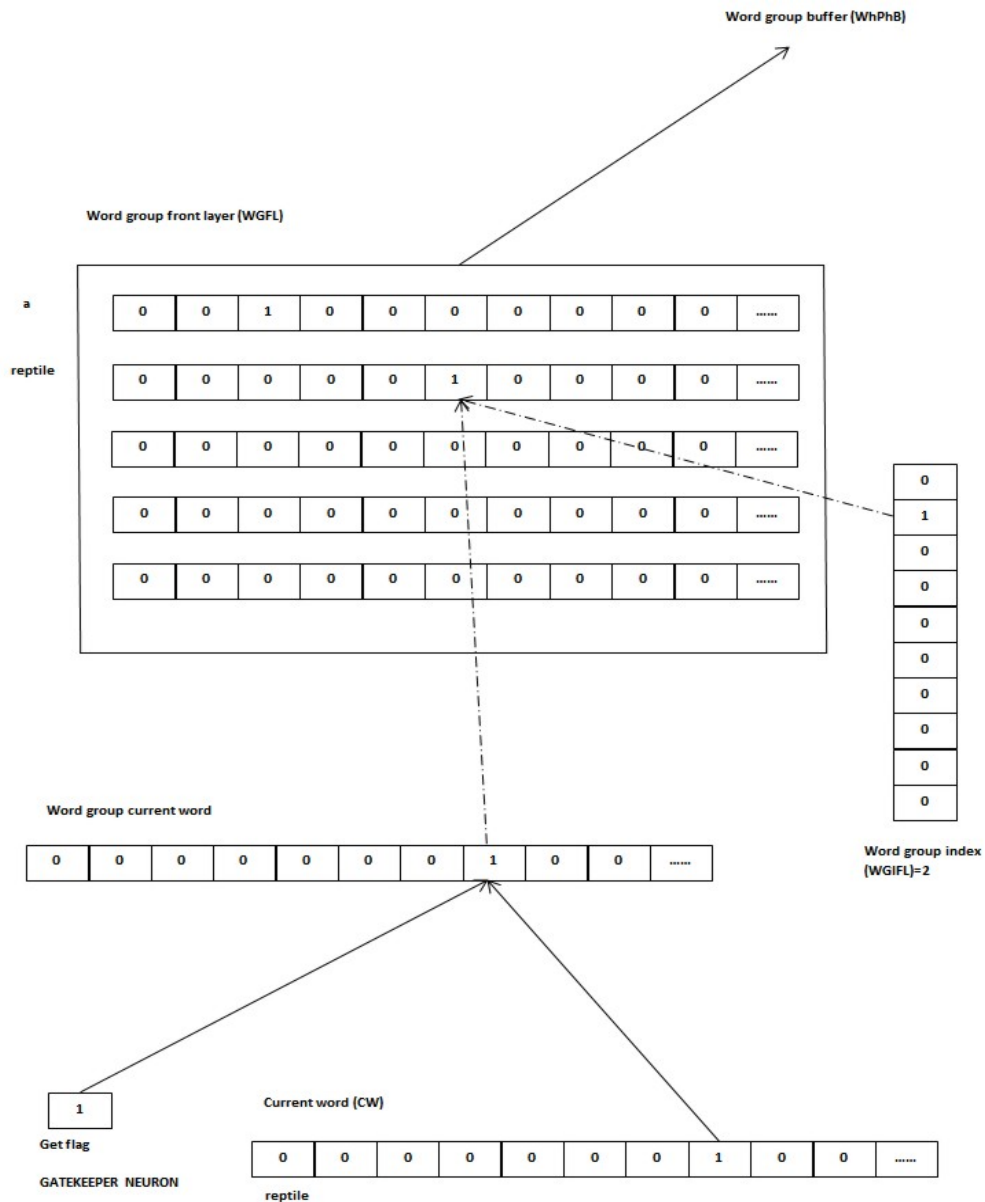 Word group buffer (WhPhB)
Word group front layer (WGFL)
a
0 0 1 0 0 0 0 0 0 0 ......
reptile
0 0 0 0 0 1 0 0 0 0 ......
0 0 0 0 0 0 0 0 0 0 ......
0 0 0 0 0 0 0 0 0 0 ......
0 0 0 0 0 0 0 0 0 0 ......
0
1
0
0
0
0
0
0
0
0
Word group index
(WGIFL)=2
Word group current word
0 0 0 0 0 0 0 1 0 0 ......
1
Get flag
GATEKEEPER NEURON
Current word (CW)
0 0 0 0 0 0 0 1 0 0 ......
reptile